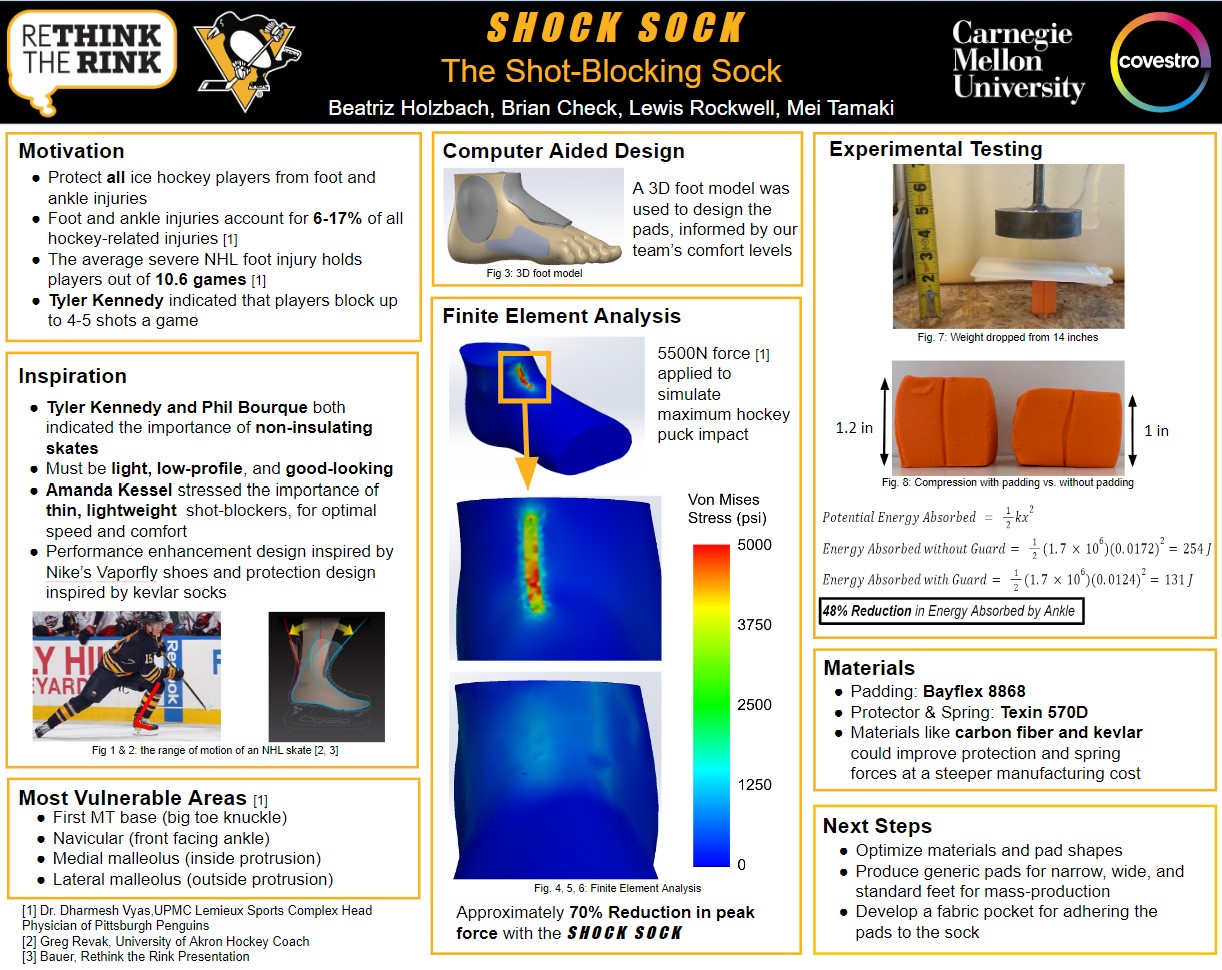 RETHINK
THE RINK
SHOCK SOCK
The Shot-Blocking Sock
Beatriz Holzbach, Brian Check, Lewis Rockwell, Mei Tamaki
Carnegie
Mellon
University
covestro
Motivation
● Protect all ice hockey players from foot and
ankle injuries
● Foot and ankle injuries account for 6-17% of all
hockey-related injuries [1]
● The average severe NHL foot injury holds
players out of 10.6 games [1]
● Tyler Kennedy indicated that players block up
to 4-5 shots a game
Inspiration
● Tyler Kennedy and Phil Bourque both
indicated the importance of non-insulating
skates
● Must be light, low-profile, and good-looking
● Amanda Kessel stressed the importance of
thin, lightweight shot-blockers, for optimal
speed and comfort
● Performance enhancement design inspired by
Nike's Vaporfly shoes and protection design
inspired by kevlar socks
LY HI
YARD
15
Reebok
Fig 1 & 2: the range of motion of an NHL skate [2, 3]
Most Vulnerable Areas [1]
● First MT base (big toe knuckle)
● Navicular (front facing ankle)
● Medial malleolus (inside protrusion)
● Lateral malleolus (outside protrusion)
[1] Dr. Dharmesh Vyas,UPMC Lemieux Sports Complex Head
Physician of Pittsburgh Penguins
[2] Greg Revak, University of Akron Hockey Coach
[3] Bauer, Rethink the Rink Presentation
Computer Aided Design
A 3D foot model was
used to design the
pads, informed by our
team's comfort levels
Fig 3: 3D foot model
Finite Element Analysis
5500N force [1]
applied to
simulate
maximum hockey
puck impact
Von Mises
Stress (psi)
5000
3750
2500
1250
0
Fig. 4, 5, 6: Finite Element Analysis
Approximately 70% Reduction in peak
force with the SHOCK SOCK
Experimental Testing
6
5
4
3
2
Fig. 7: Weight dropped from 14 inches
1.2 in
1 in
Fig. 8: Compression with padding vs. without padding
Potential Energy Absorbed = ½kx²
Energy Absorbed without Guard = ½(1.7 × 10⁶)(0.0172)² = 254 J
Energy Absorbed with Guard = ½(1.7 × 10⁶)(0.0124)² = 131 J
48% Reduction in Energy Absorbed by Ankle
Materials
● Padding: Bayflex 8868
● Protector & Spring: Texin 570D
● Materials like carbon fiber and kevlar
could improve protection and spring
forces at a steeper manufacturing cost
Next Steps
● Optimize materials and pad shapes
● Produce generic pads for narrow, wide, and
standard feet for mass-production
● Develop a fabric pocket for adhering the
pads to the sock